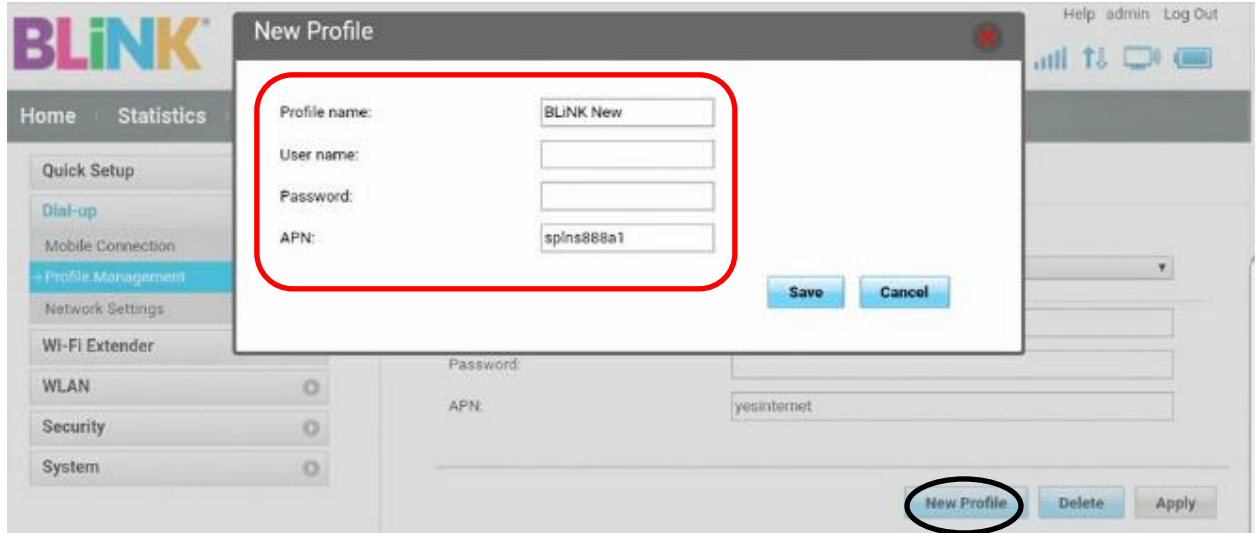 Help admin Log Out
BLiNK
New Profile
Home Statistics
Profile name: BLiNK New
User name:
Password:
APN: splns888a1
Save Cancel
Quick Setup
Dial-up
Mobile Connection
Profile Management
Network Settings
Wi-Fi Extender
WLAN
Security
System
Password:
APN: yesinternet
New Profile Delete Apply